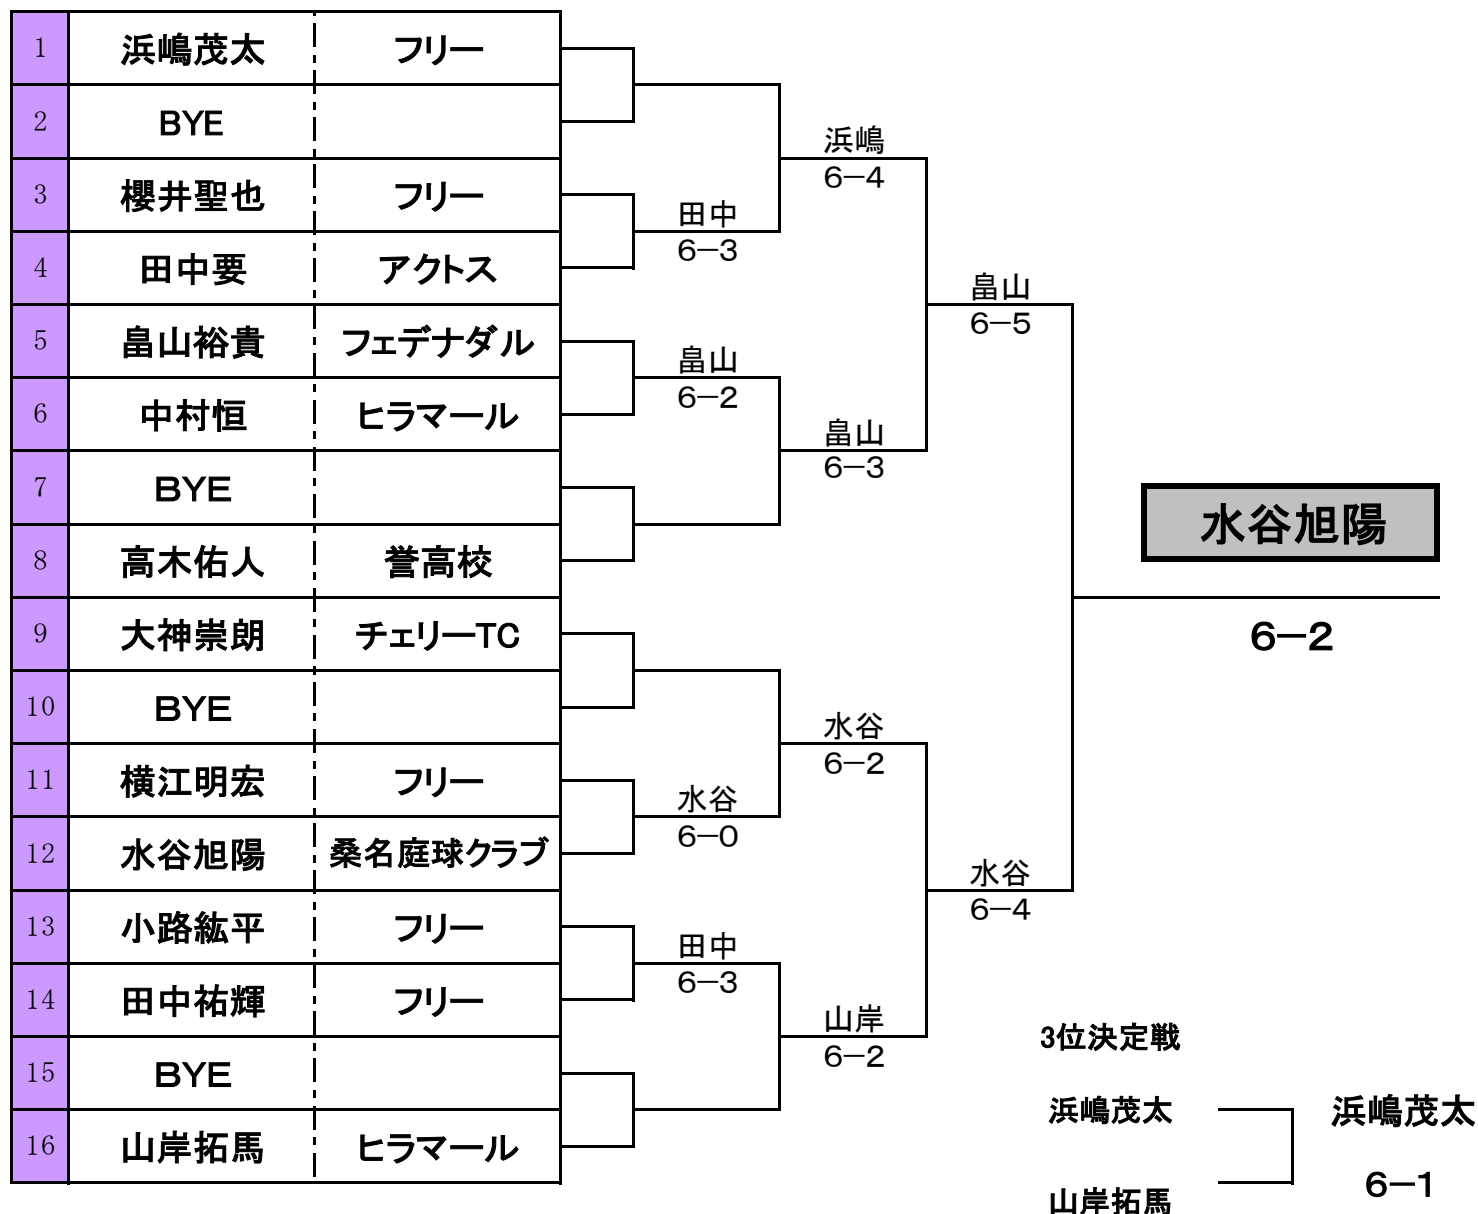 1 浜嶋茂太 フリー
2 BYE
3 櫻井聖也 フリー
4 田中要 アクトス
5 畠山裕貴 フェデナダル
6 中村恒 ヒラマール
7 BYE
8 高木佑人 誉高校
9 大神崇朗 チェリーTC
10 BYE
11 横江明宏 フリー
12 水谷旭陽 桑名庭球クラブ
13 小路紘平 フリー
14 田中祐輝 フリー
15 BYE
16 山岸拓馬 ヒラマール
田中
6-3
畠山
6-2
水谷
6-0
田中
6-3
浜嶋
6-4
畠山
6-3
水谷
6-2
山岸
6-2
畠山
6-5
水谷
6-4
水谷旭陽
6-2
3位決定戦
浜嶋茂太
山岸拓馬
浜嶋茂太
6-1